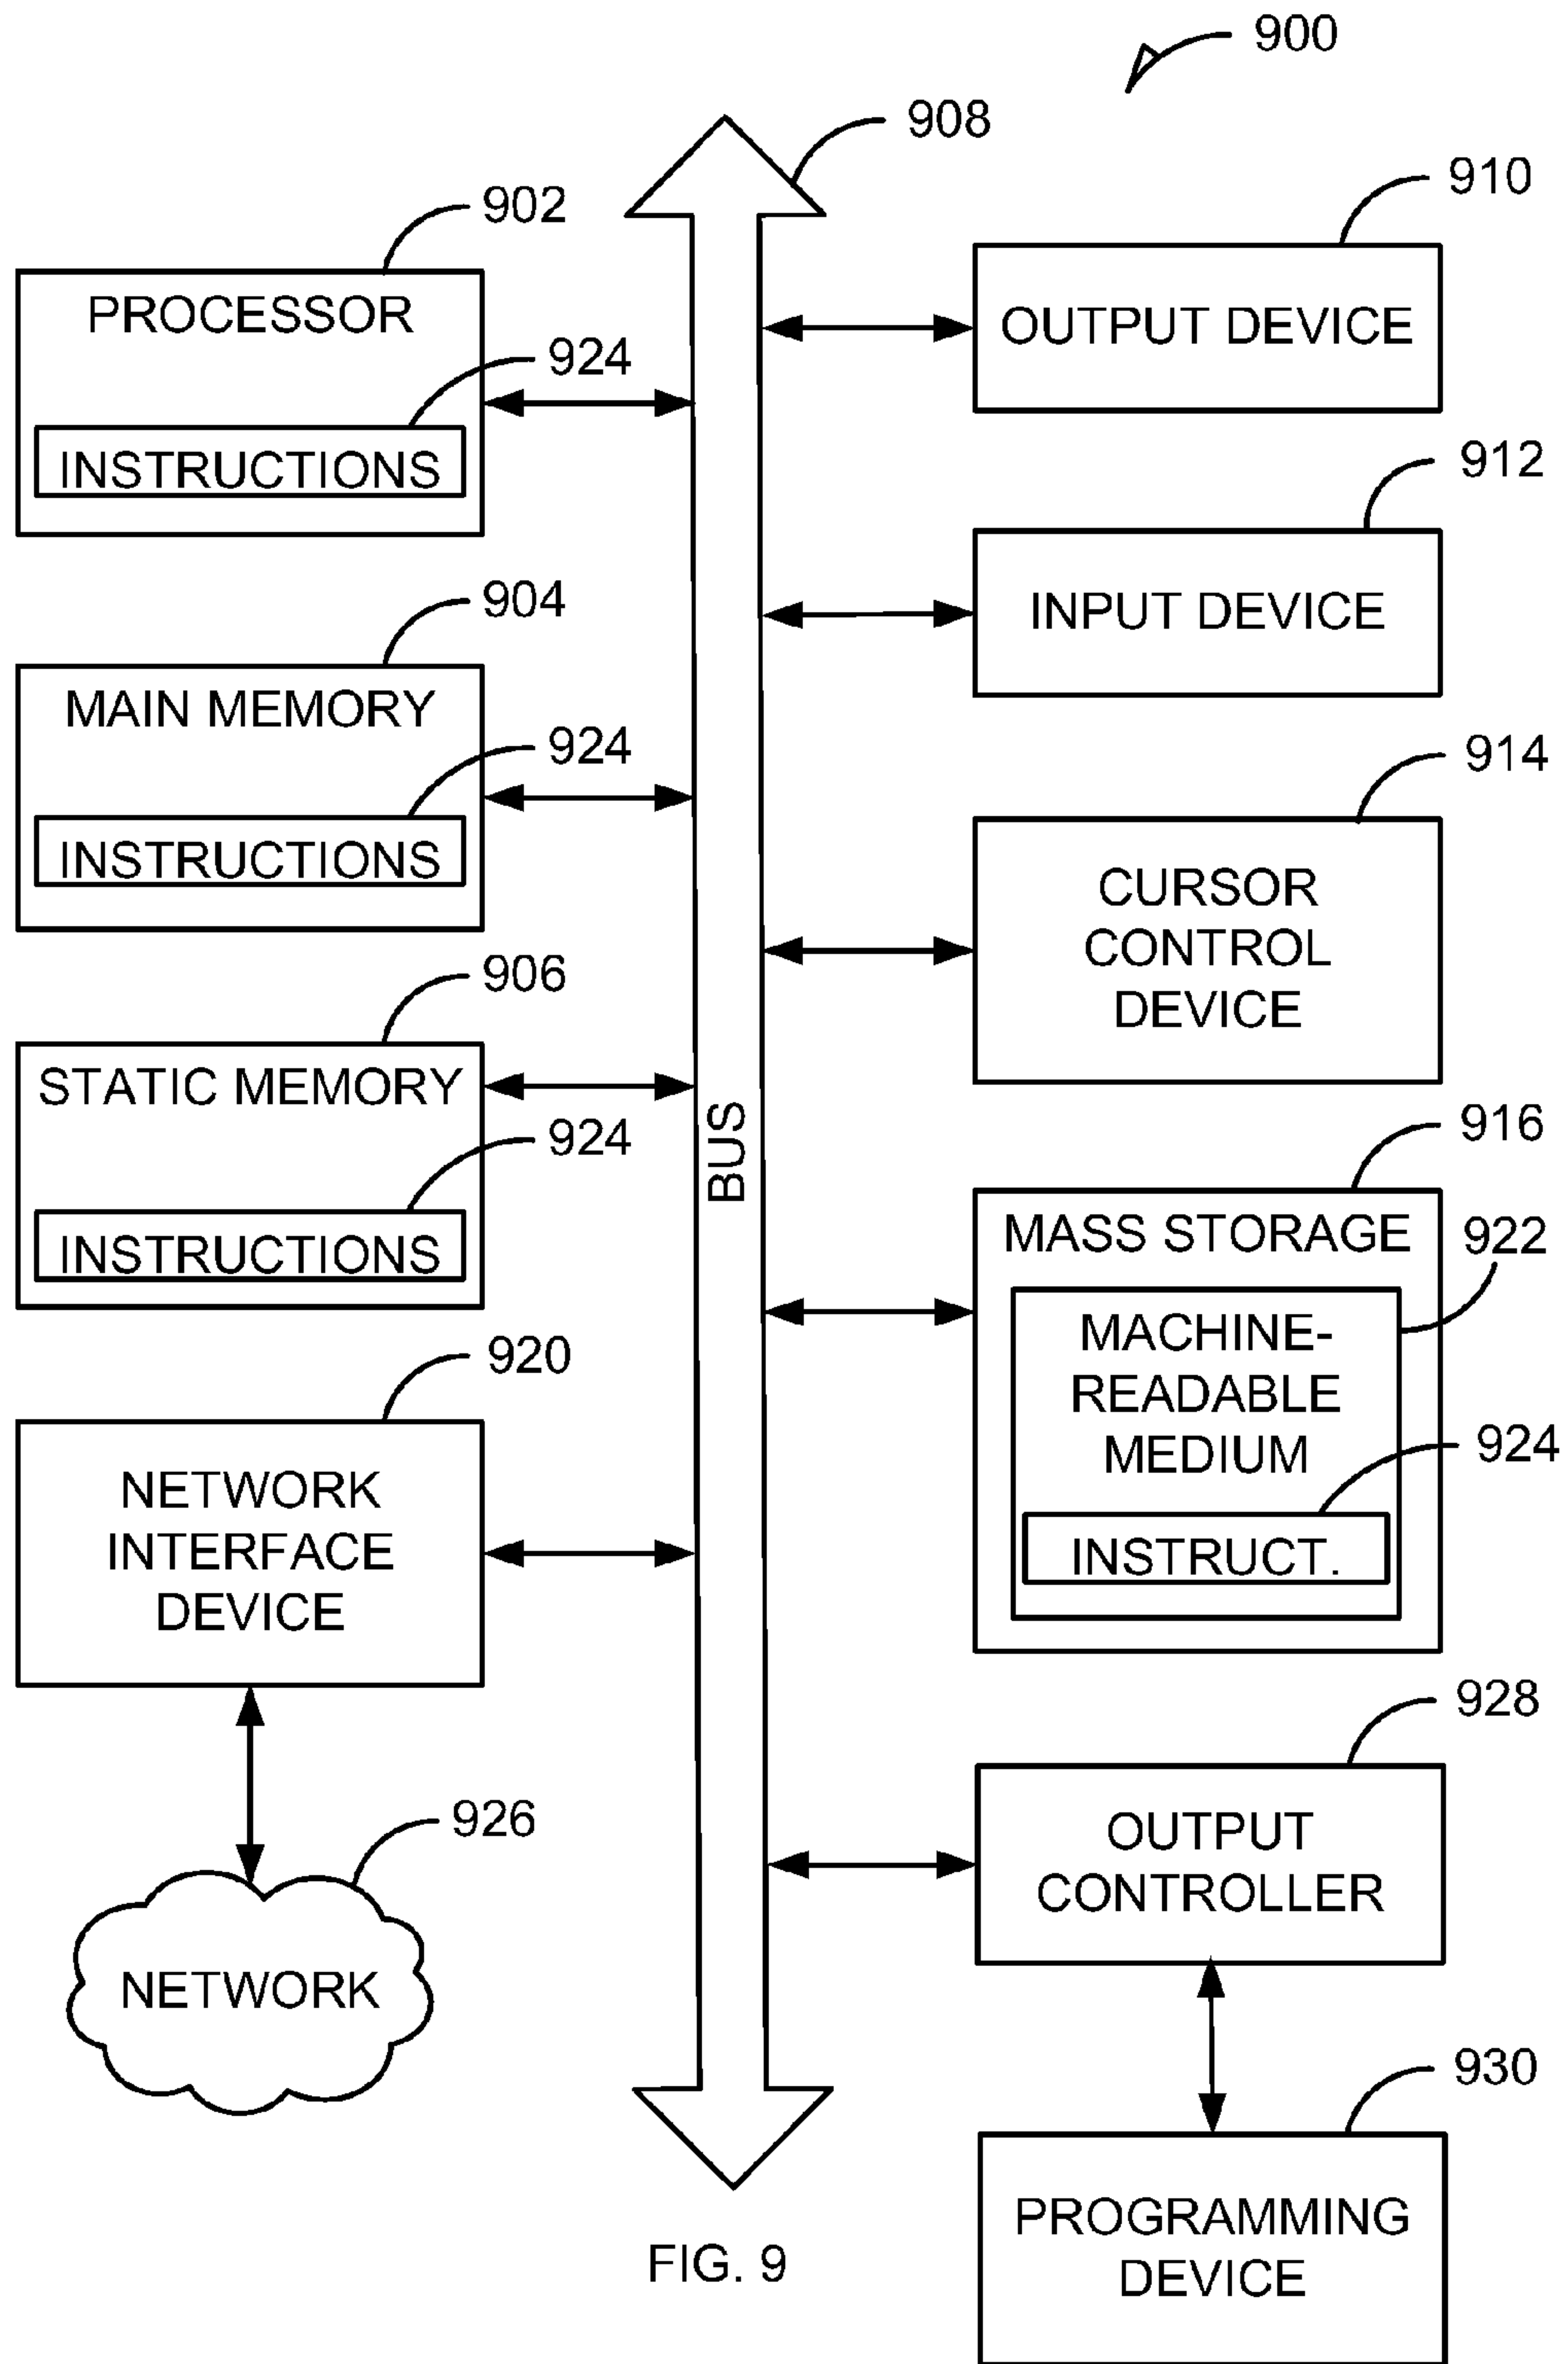 900
908
902
PROCESSOR
924
INSTRUCTIONS
904
MAIN MEMORY
924
INSTRUCTIONS
906
STATIC MEMORY
924
INSTRUCTIONS
920
NETWORK
INTERFACE
DEVICE
926
NETWORK
BUS
910
OUTPUT DEVICE
912
INPUT DEVICE
914
CURSOR
CONTROL
DEVICE
916
MASS STORAGE
922
MACHINE-
READABLE
MEDIUM
924
INSTRUCT.
928
OUTPUT
CONTROLLER
930
PROGRAMMING
DEVICE
FIG. 9